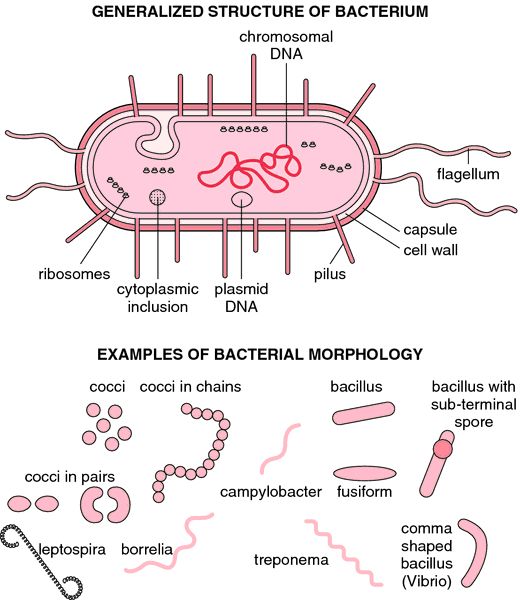 GENERALIZED STRUCTURE OF BACTERIUM
chromosomal
DNA
flagellum
capsule
cell wall
ribosomes
cytoplasmic
inclusion
plasmid
DNA
pilus
EXAMPLES OF BACTERIAL MORPHOLOGY
cocci
cocci in chains
bacillus
bacillus with
sub-terminal
spore
cocci in pairs
campylobacter
fusiform
leptospira
borrelia
treponema
comma
shaped
bacillus
(Vibrio)